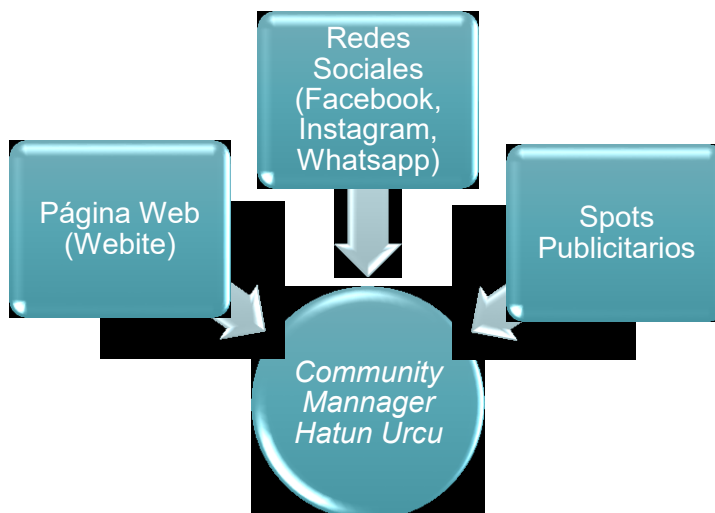 Redes
Sociales
(Facebook,
Instagram,
Whatsapp)
Página Web
(Webite)
Spots
Publicitarios
Community
Mannager
Hatun Urcu